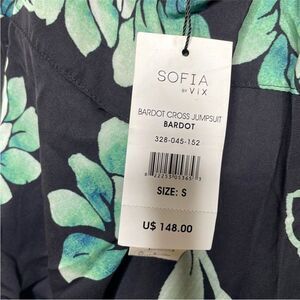 SOFIA
BY ViX
BARDOT CROSS JUMPSUIT
BARDOT
328-045-152
SIZE: S
U$ 148.00